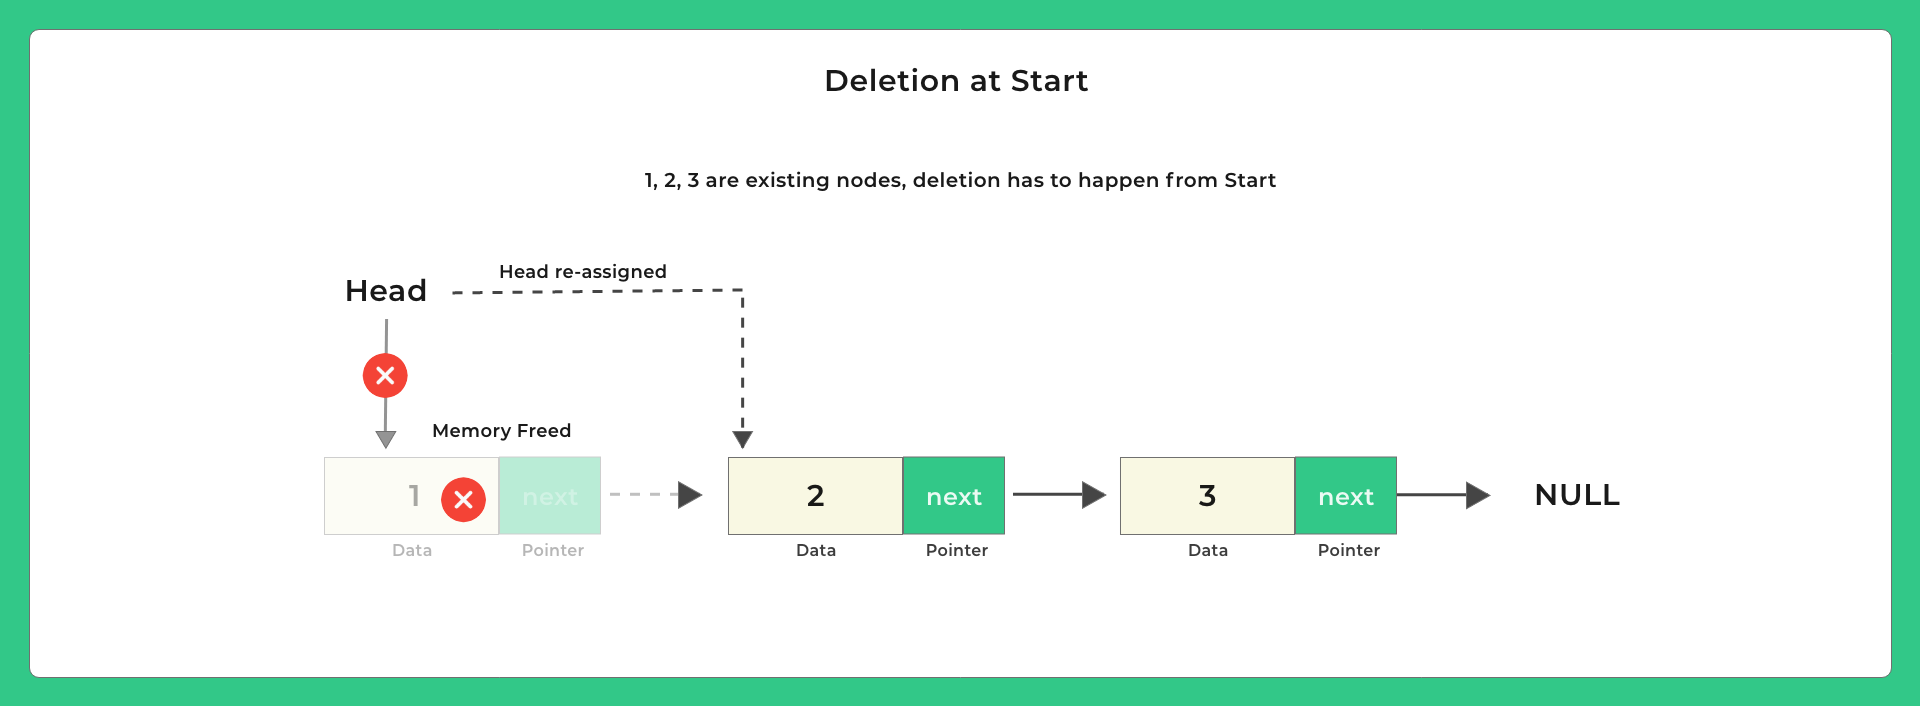 Deletion at Start
1, 2, 3 are existing nodes, deletion has to happen from Start
Head re-assigned
Head
Memory Freed
1 next 2 next 3 next NULL
Data Pointer Data Pointer Data Pointer